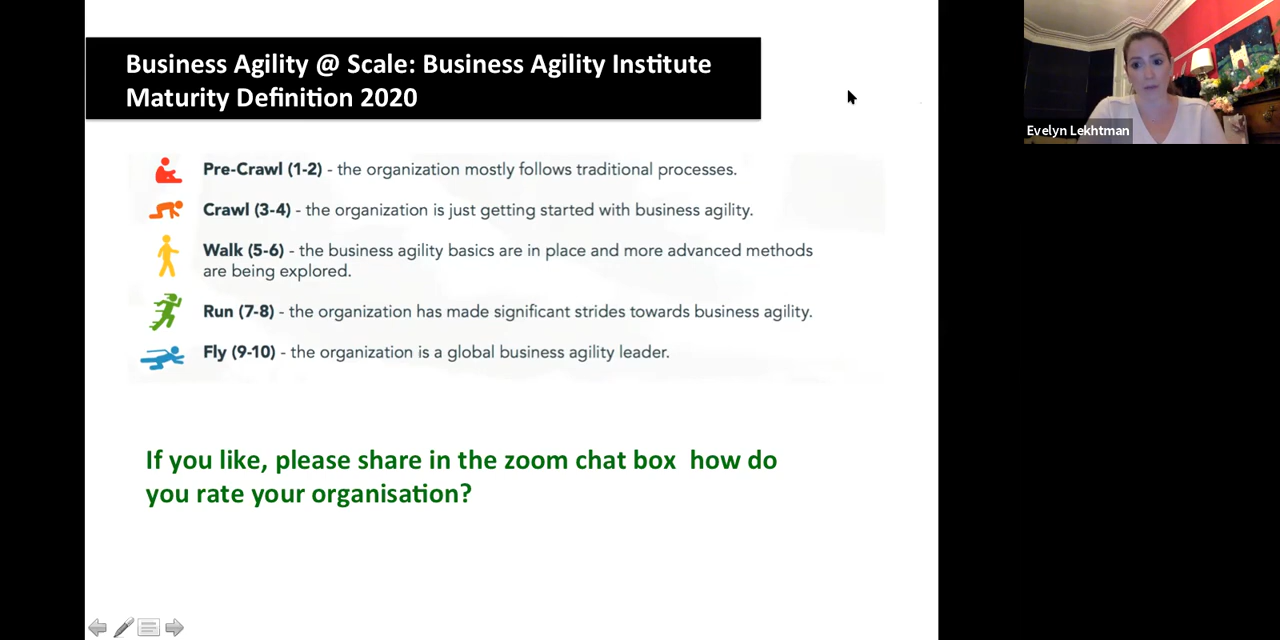 Business Agility @ Scale: Business Agility Institute
Maturity Definition 2020
Evelyn Lekhtman
Pre-Crawl (1-2) - the organization mostly follows traditional processes.
Crawl (3-4) - the organization is just getting started with business agility.
Walk (5-6) - the business agility basics are in place and more advanced methods
are being explored.
Run (7-8) - the organization has made significant strides towards business agility.
Fly (9-10) - the organization is a global business agility leader.
If you like, please share in the zoom chat box  how do
you rate your organisation?